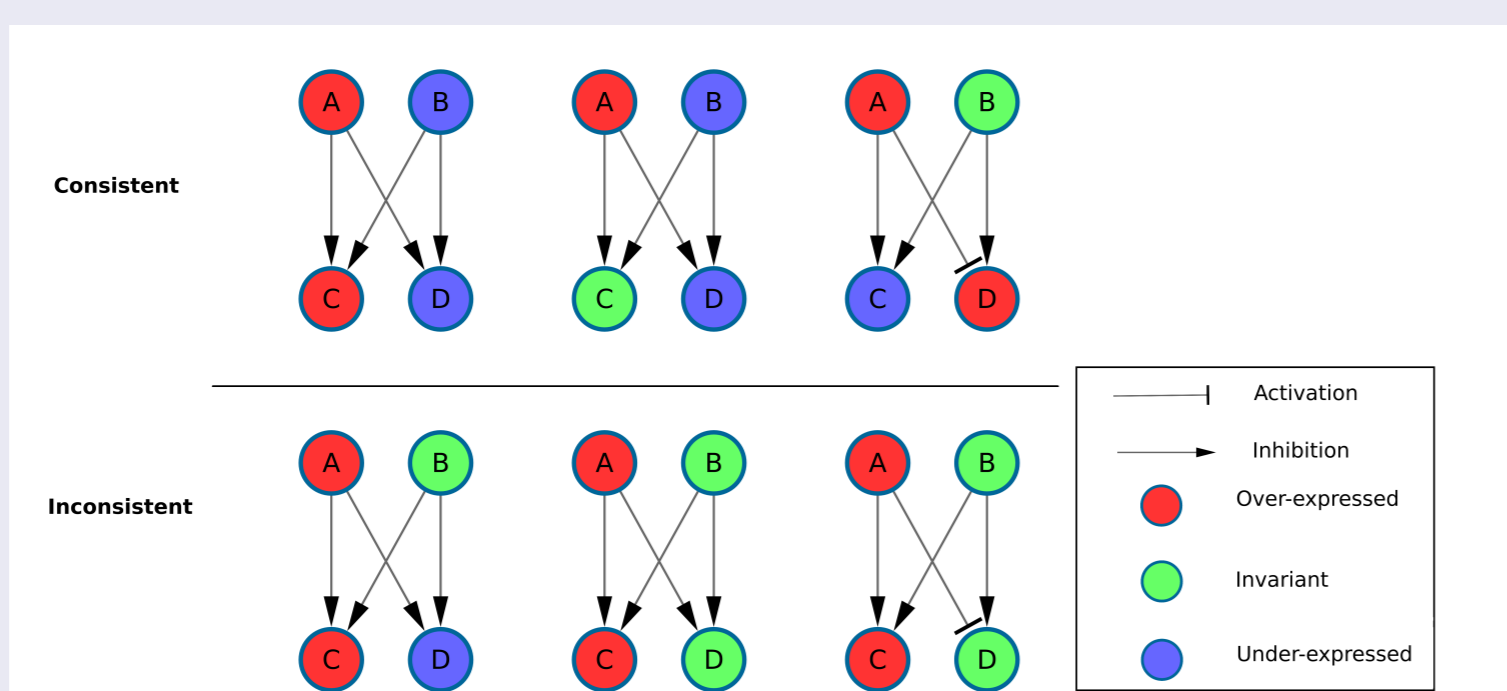 A B A B A B
Consistent
C D C D C D
Activation
Inhibition
A B A B A B
Over-expressed
Inconsistent
Invariant
C D C D C D
Under-expressed